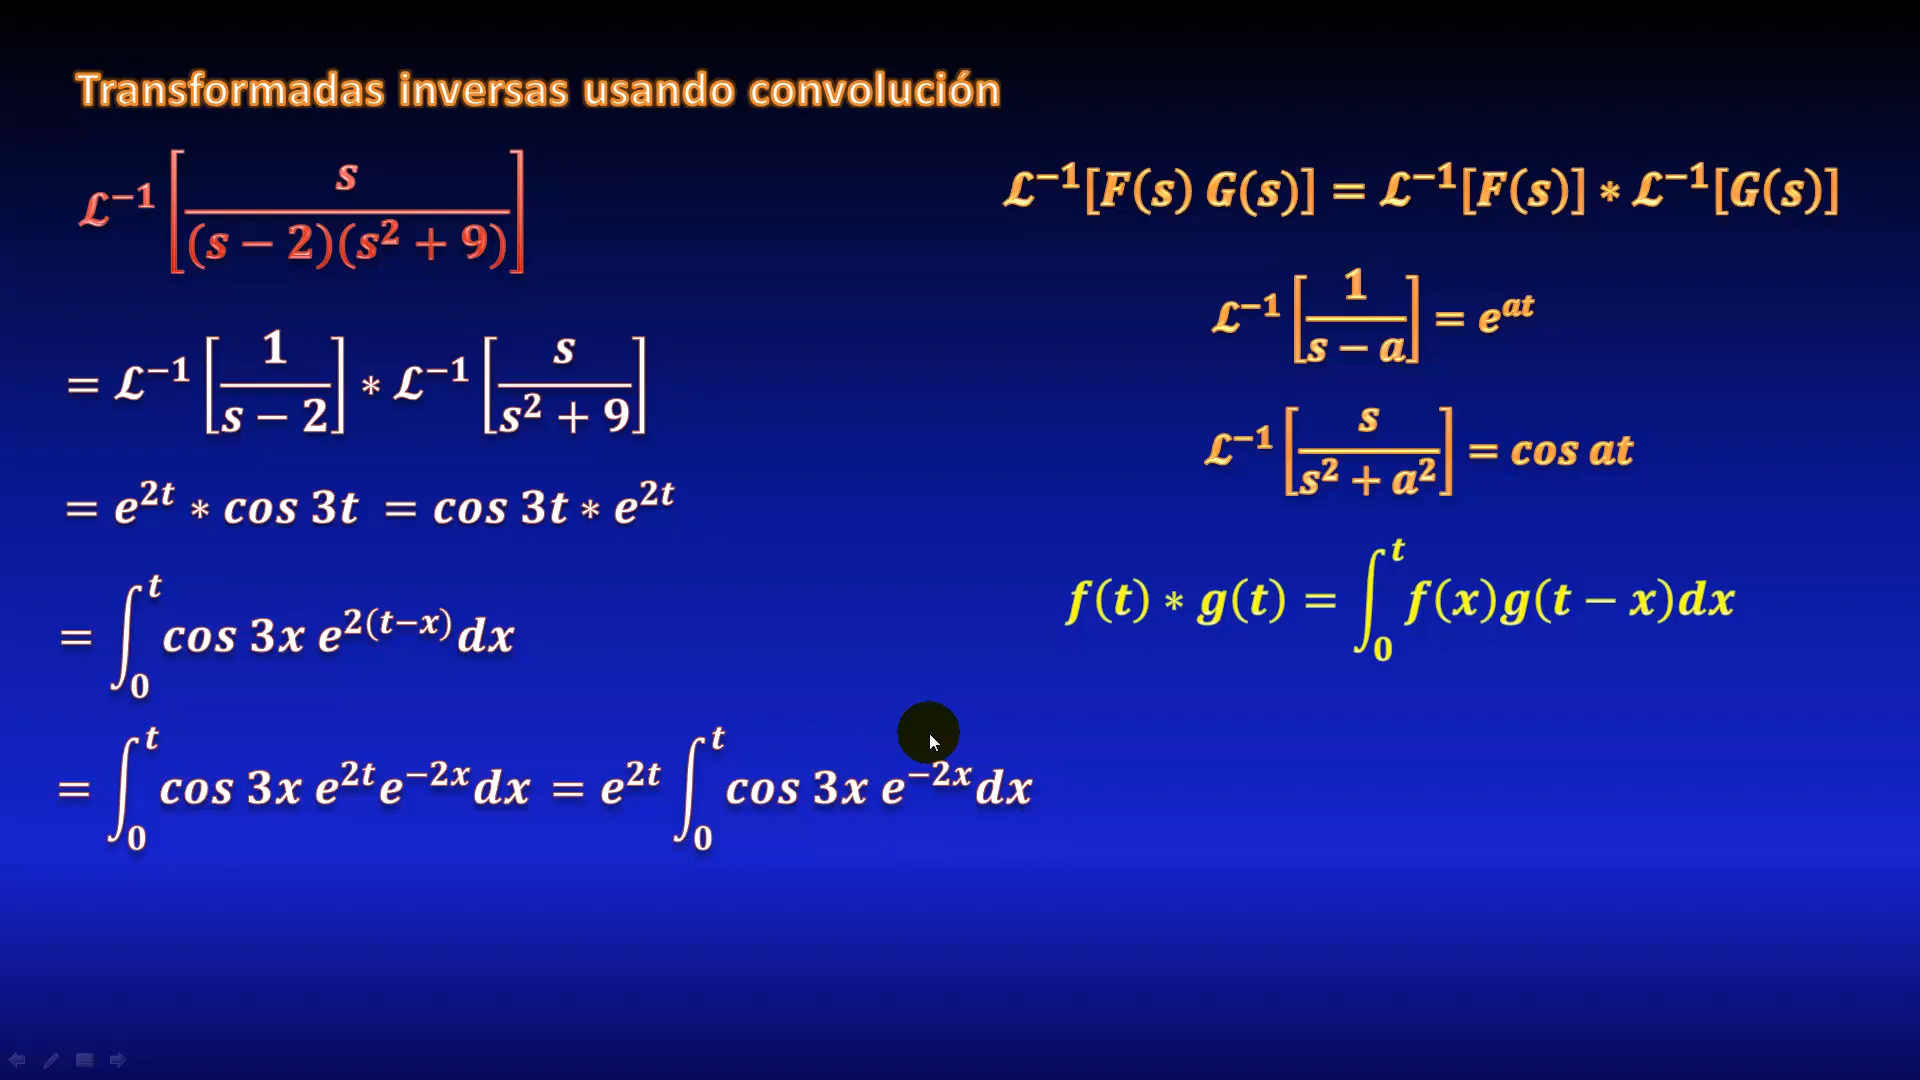 Transformadas inversas usando convolución
ℒ⁻¹[s / ((s − 2)(s² + 9))]
= ℒ⁻¹[1 / (s − 2)] * ℒ⁻¹[s / (s² + 9)]
= e^{2t} * cos 3t = cos 3t * e^{2t}
= ∫₀ᵗ cos 3x e^{2(t−x)} dx
= ∫₀ᵗ cos 3x e^{2t} e^{−2x} dx = e^{2t} ∫₀ᵗ cos 3x e^{−2x} dx
ℒ⁻¹[F(s) G(s)] = ℒ⁻¹[F(s)] * ℒ⁻¹[G(s)]
ℒ⁻¹[1 / (s − a)] = e^{at}
ℒ⁻¹[s / (s² + a²)] = cos at
f(t) * g(t) = ∫₀ᵗ f(x)g(t − x)dx